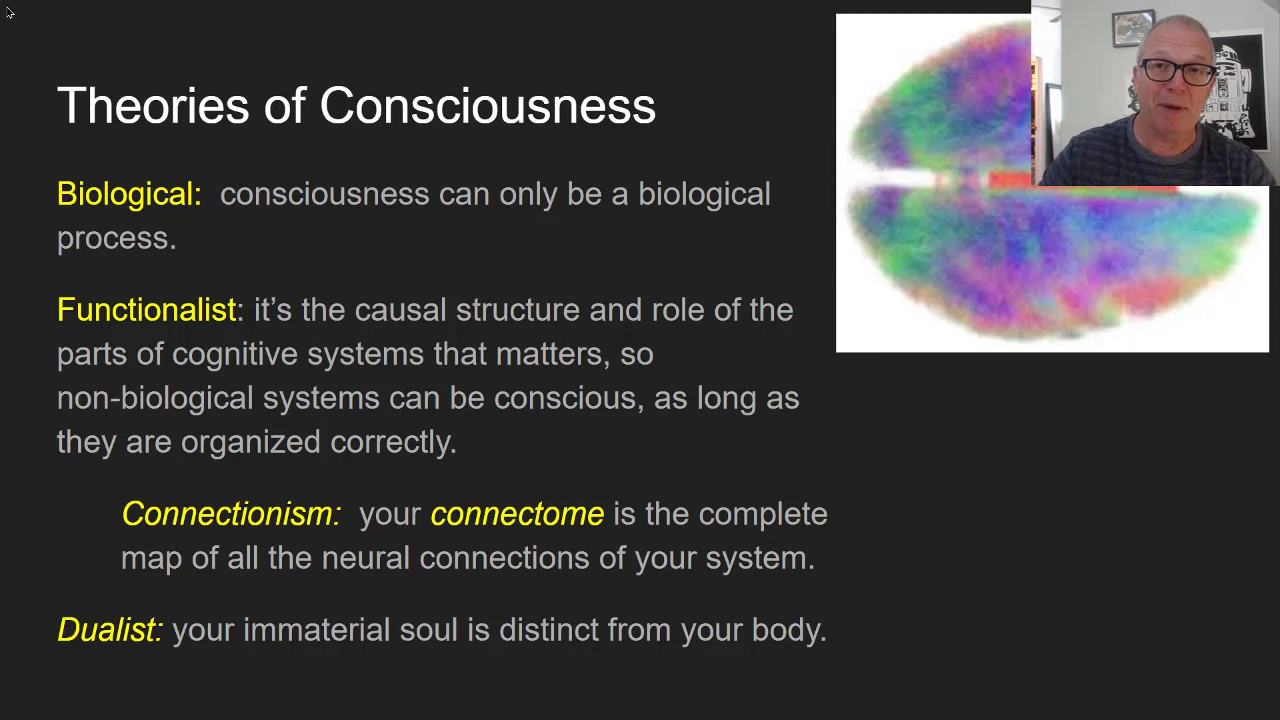 Theories of Consciousness
Biological: consciousness can only be a biological
process.
Functionalist: it’s the causal structure and role of the
parts of cognitive systems that matters, so
non-biological systems can be conscious, as long as
they are organized correctly.
Connectionism: your connectome is the complete
map of all the neural connections of your system.
Dualist: your immaterial soul is distinct from your body.